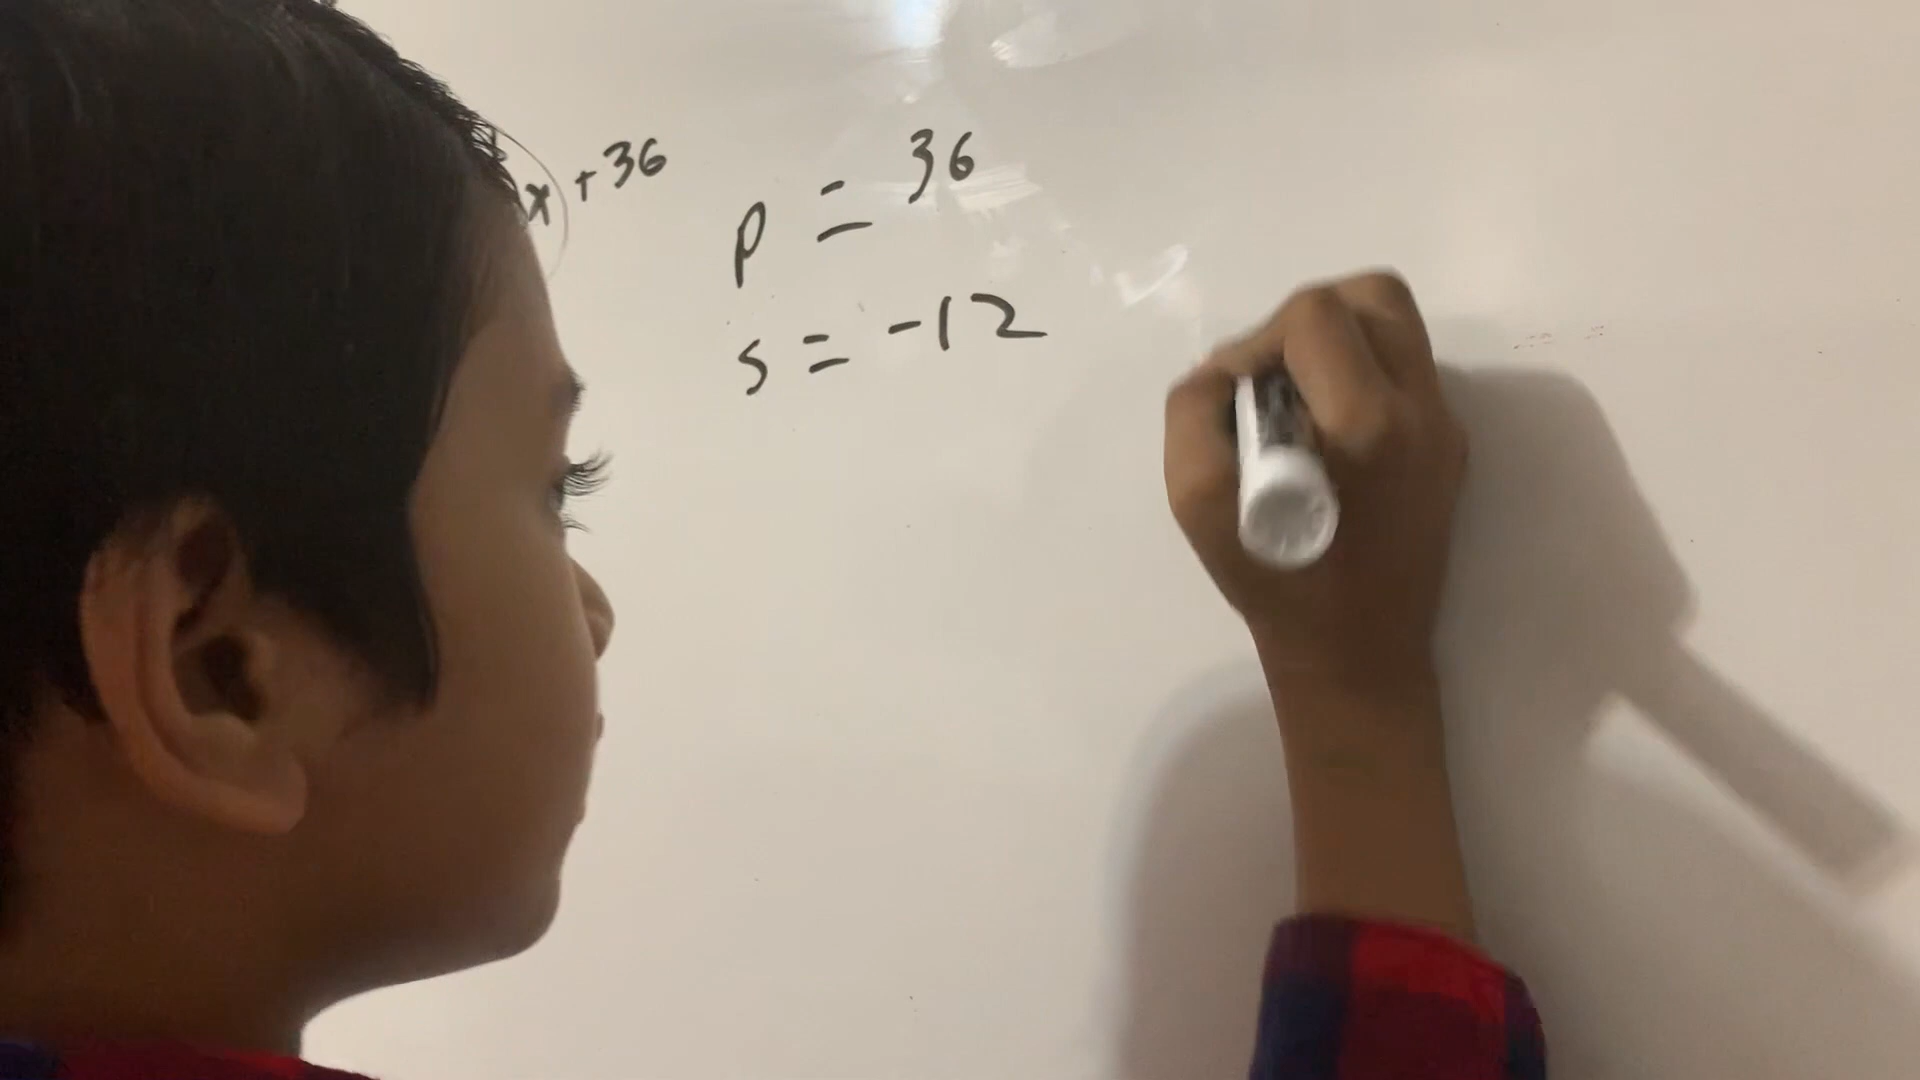 x + 36
p = 36
s = -12